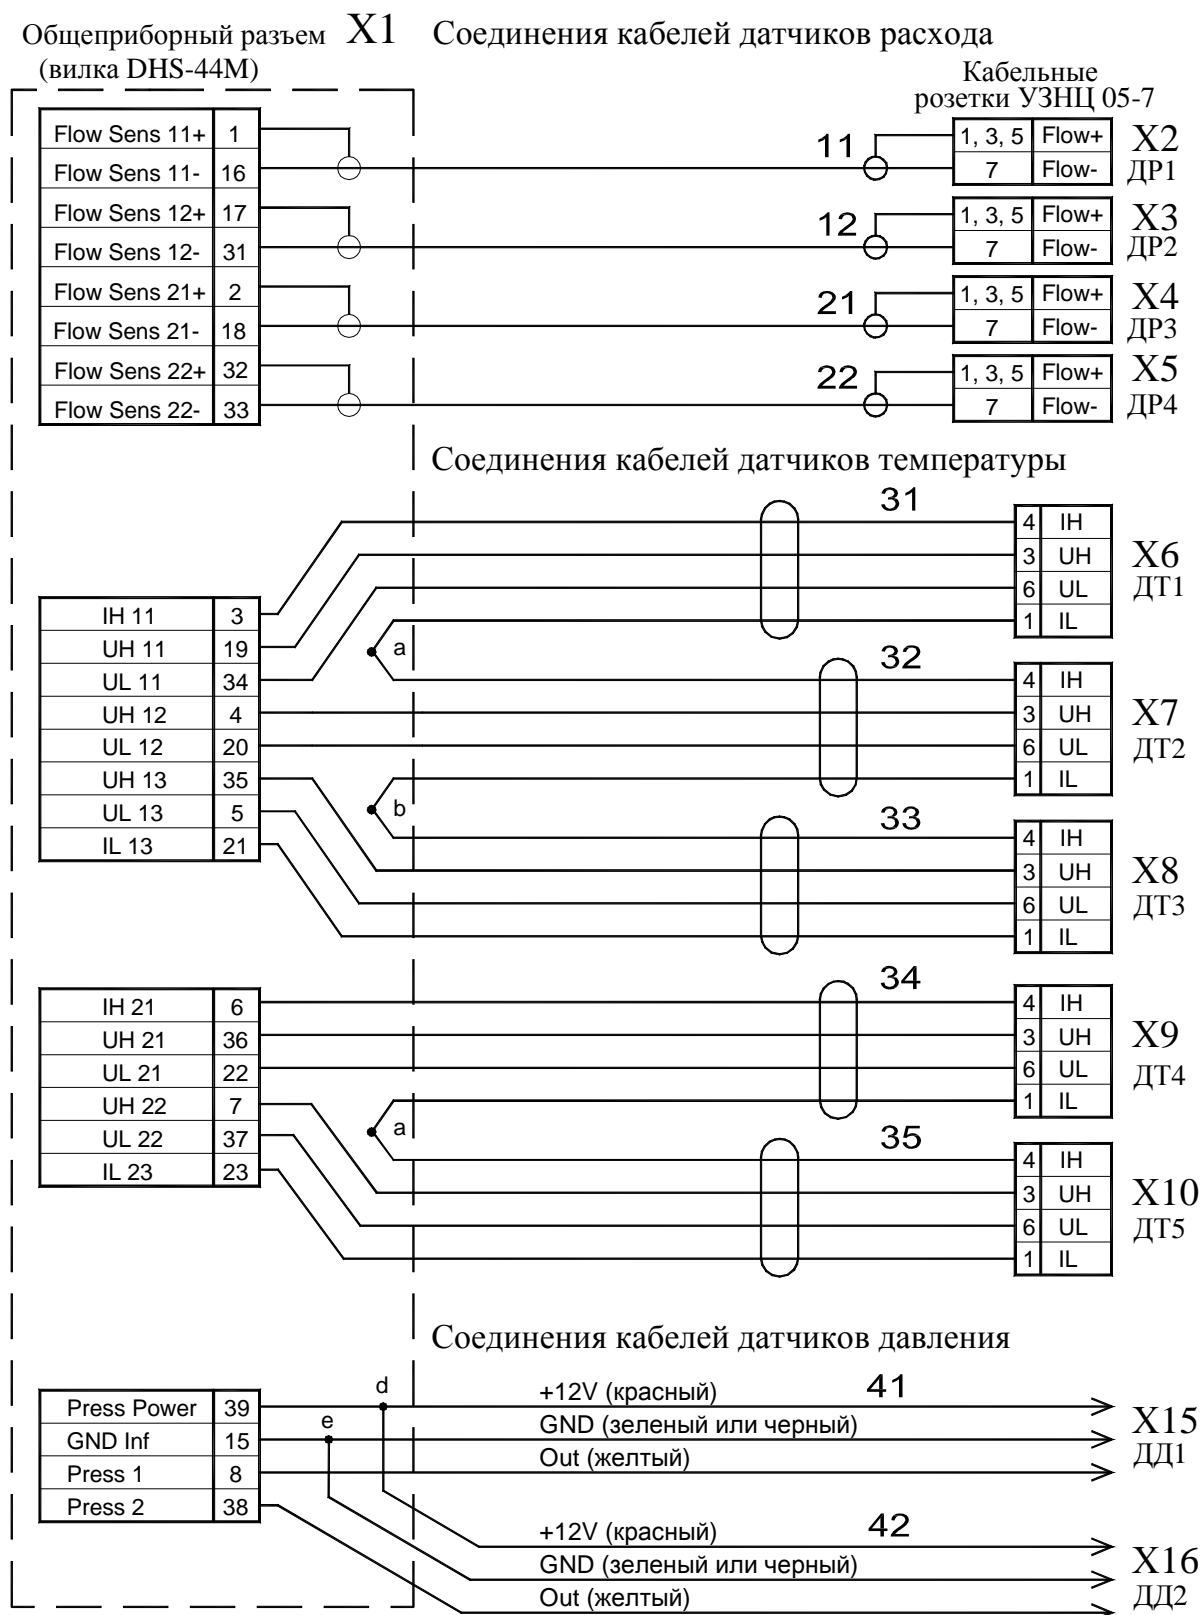 Общеприборный разъем X1 Соединения кабелей датчиков расхода
(вилка DHS-44М)
Кабельные
розетки УЗНЦ 05-7
Flow Sens 11+ 1
Flow Sens 11- 16
Flow Sens 12+ 17
Flow Sens 12- 31
Flow Sens 21+ 2
Flow Sens 21- 18
Flow Sens 22+ 32
Flow Sens 22- 33
11
1, 3, 5 Flow+
7 Flow-
X2
ДР1
12
1, 3, 5 Flow+
7 Flow-
X3
ДР2
21
1, 3, 5 Flow+
7 Flow-
X4
ДР3
22
1, 3, 5 Flow+
7 Flow-
X5
ДР4
Соединения кабелей датчиков температуры
IH 11 3
UH 11 19
UL 11 34
UH 12 4
UL 12 20
UH 13 35
UL 13 5
IL 13 21
a
b
31
4 IH
3 UH
6 UL
1 IL
X6
ДТ1
32
4 IH
3 UH
6 UL
1 IL
X7
ДТ2
33
4 IH
3 UH
6 UL
1 IL
X8
ДТ3
IH 21 6
UH 21 36
UL 21 22
UH 22 7
UL 22 37
IL 23 23
a
34
4 IH
3 UH
6 UL
1 IL
X9
ДТ4
35
4 IH
3 UH
6 UL
1 IL
X10
ДТ5
Соединения кабелей датчиков давления
Press Power 39
GND Inf 15
Press 1 8
Press 2 38
d
e
+12V (красный) 41
GND (зеленый или черный)
Out (желтый)
X15
ДД1
+12V (красный) 42
GND (зеленый или черный)
Out (желтый)
X16
ДД2